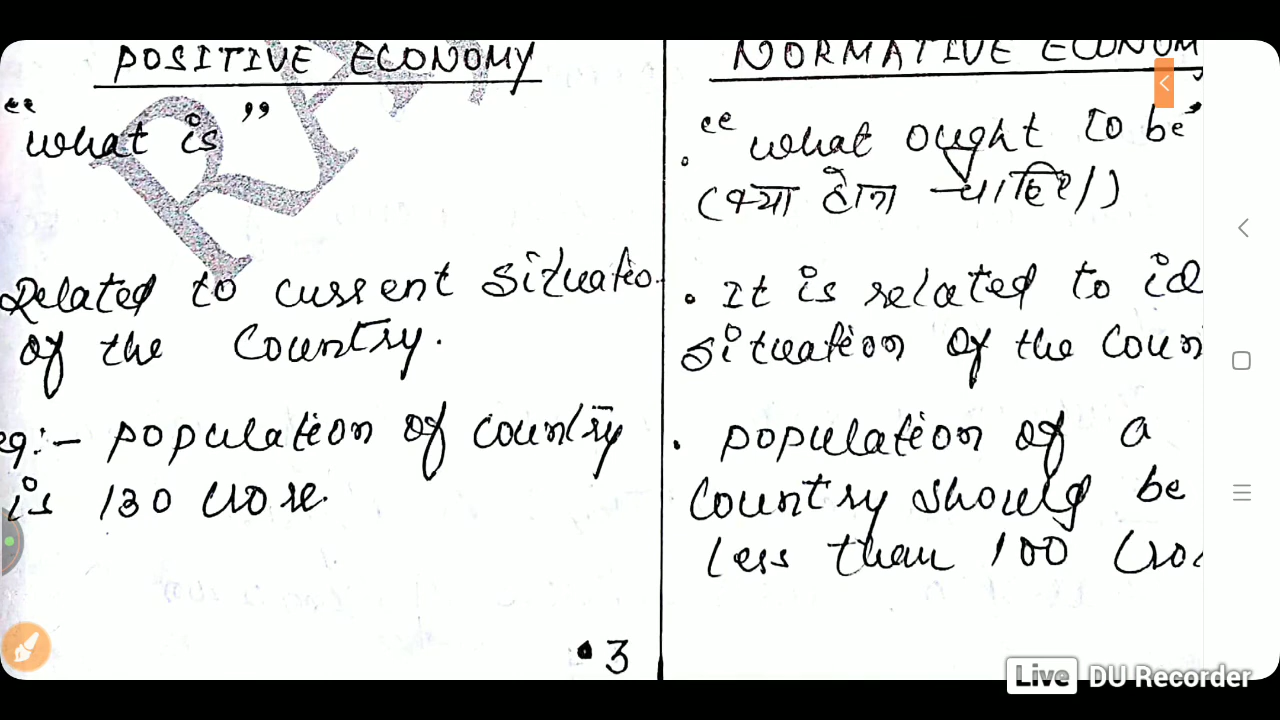 POSITIVE ECONOMY
"what is"
Related to current situatio
of the Country.
eg:- population of country
is 130 crore.
3
NORMATIVE ECONOM
• "what ought to be"
(क्या होना चाहिए।)
• It is related to id
situation of the coun
• population of a
country should be
less than 100 Cro
Live DU Recorder